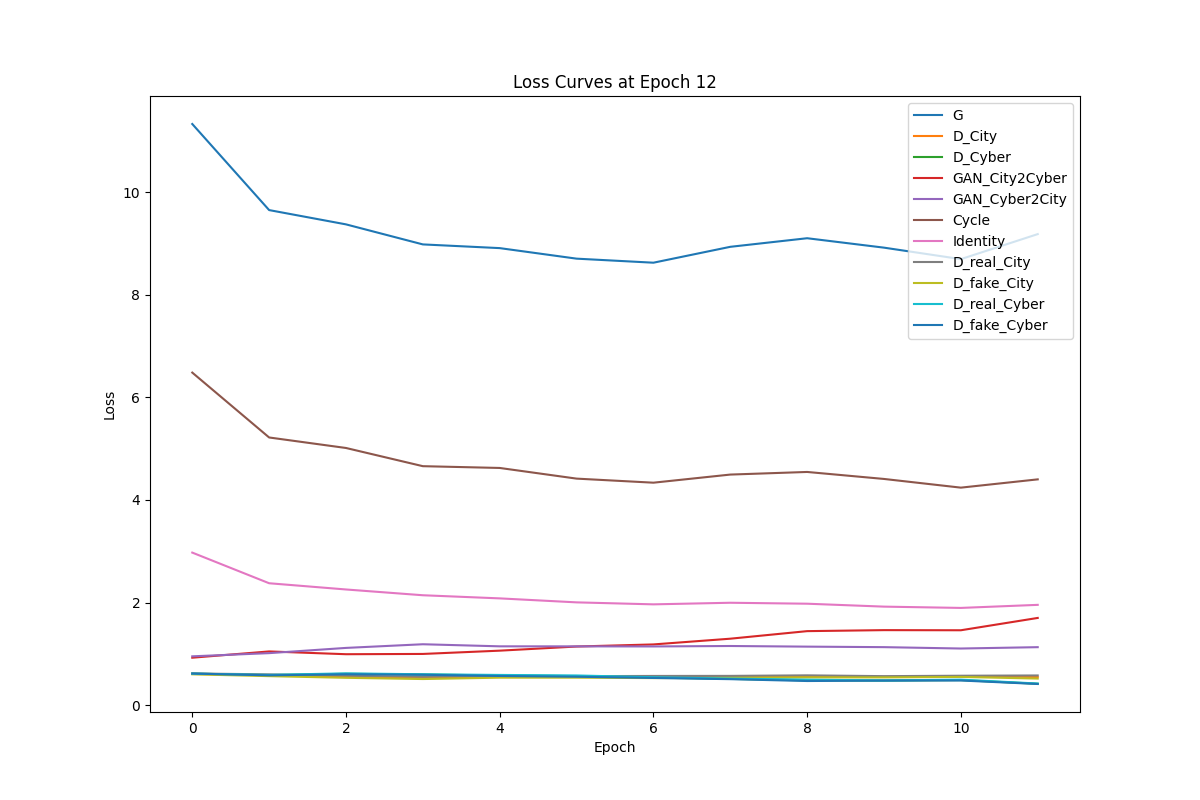 Loss Curves at Epoch 12
G
D_City
D_Cyber
GAN_City2Cyber
GAN_Cyber2City
Cycle
Identity
D_real_City
D_fake_City
D_real_Cyber
D_fake_Cyber
10
8
6
4
2
0
Loss
0 2 4 6 8 10
Epoch